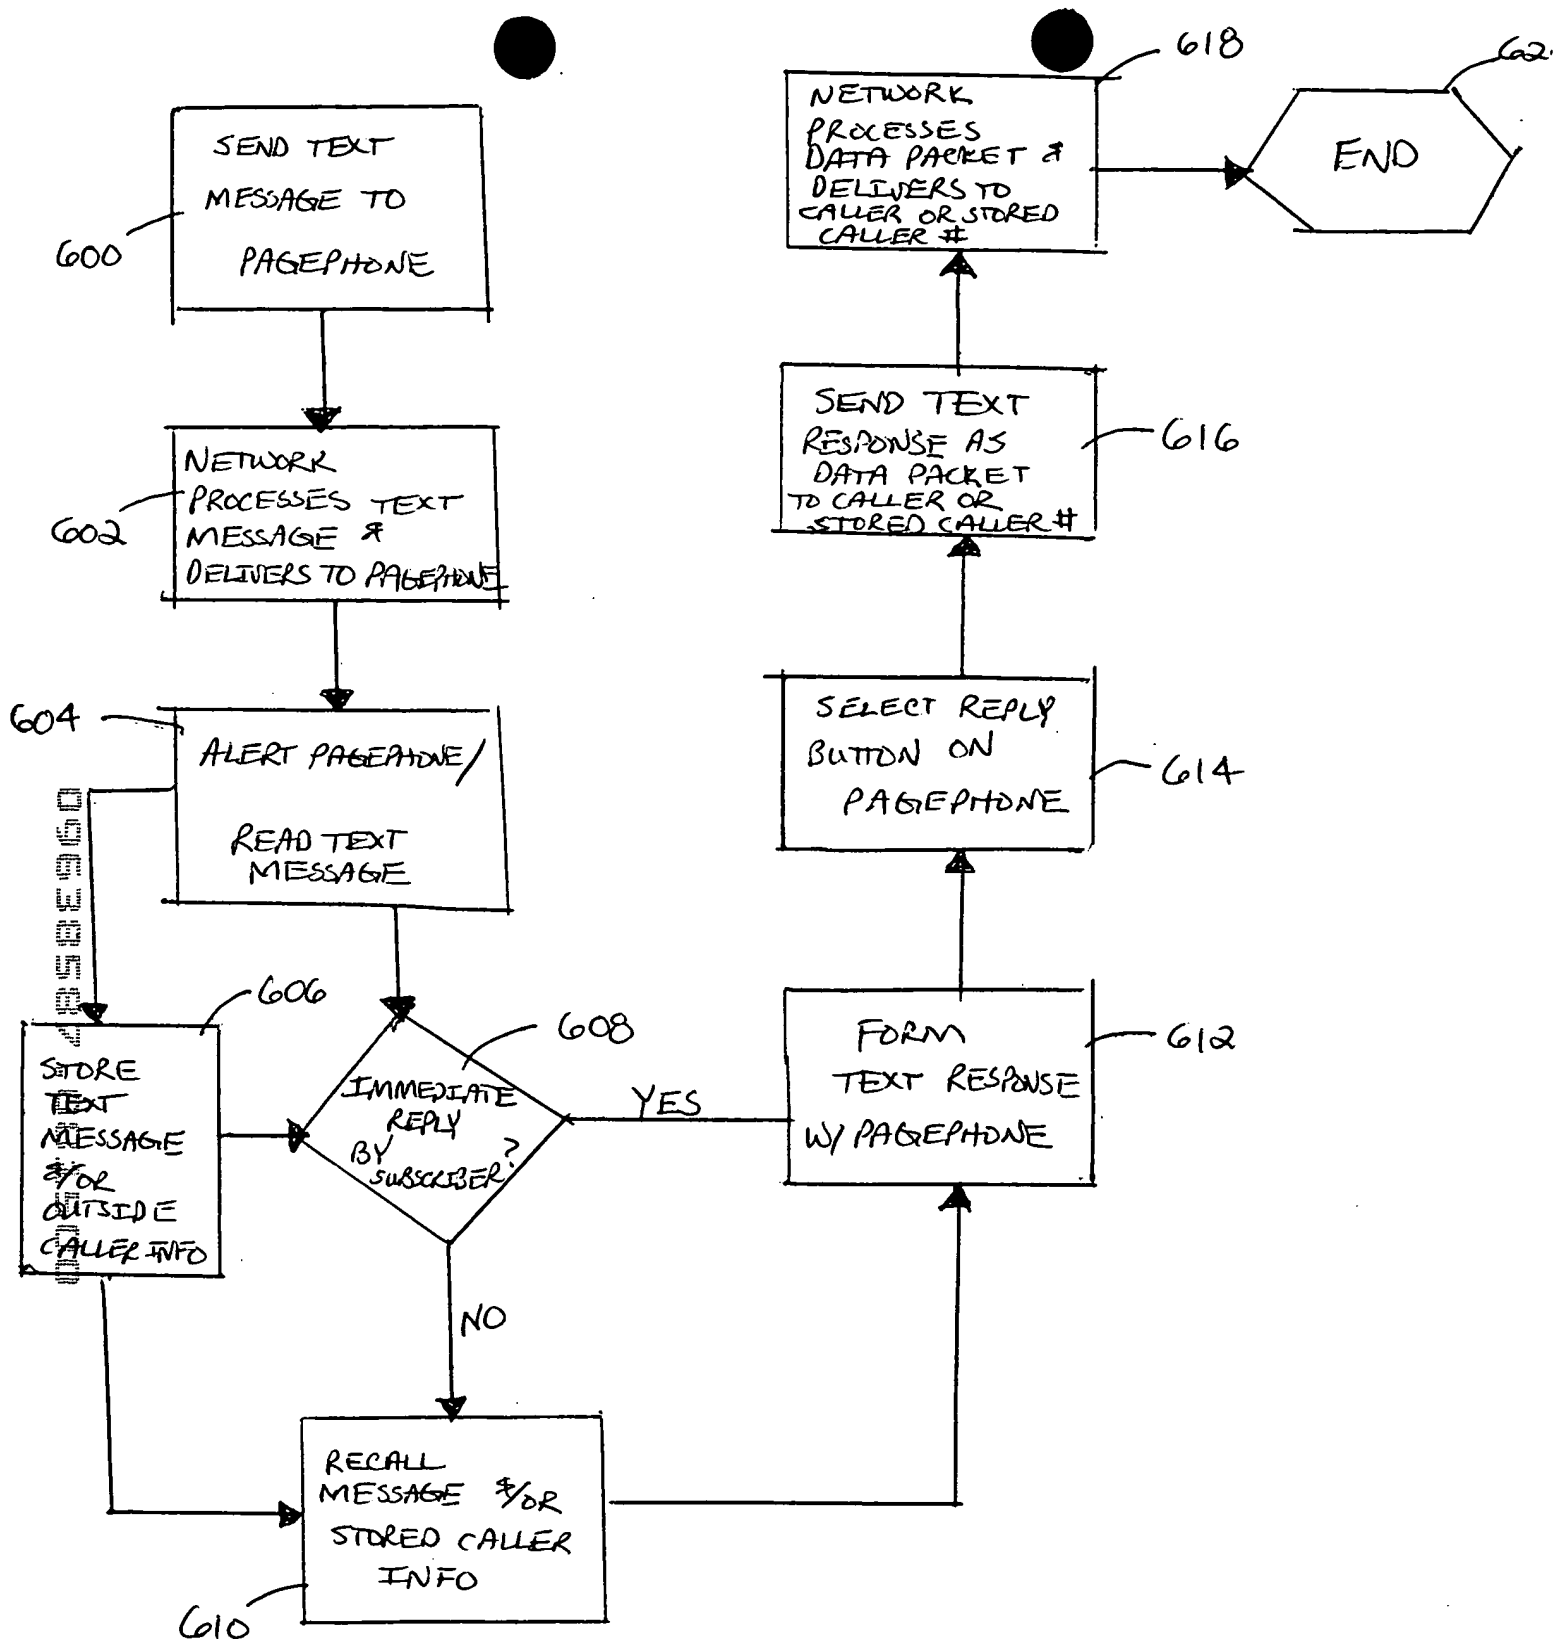 SEND TEXT
MESSAGE TO
PAGEPHONE
600
NETWORK
PROCESSES TEXT
MESSAGE &
DELIVERS TO PAGEPHONE
602
604
ALERT PAGEPHONE/
READ TEXT
MESSAGE
606
STORE
TEXT
MESSAGE
&/OR
OUTSIDE
CALLER INFO
608
IMMEDIATE
REPLY
BY
SUBSCRIBER?
YES
NO
RECALL
MESSAGE &/OR
STORED CALLER
INFO
610
FORM
TEXT RESPONSE
W/ PAGEPHONE
612
SELECT REPLY
BUTTON ON
PAGEPHONE
614
SEND TEXT
RESPONSE AS
DATA PACKET
TO CALLER OR
STORED CALLER #
616
618
NETWORK
PROCESSES
DATA PACKET &
DELIVERS TO
CALLER OR STORED
CALLER #
END